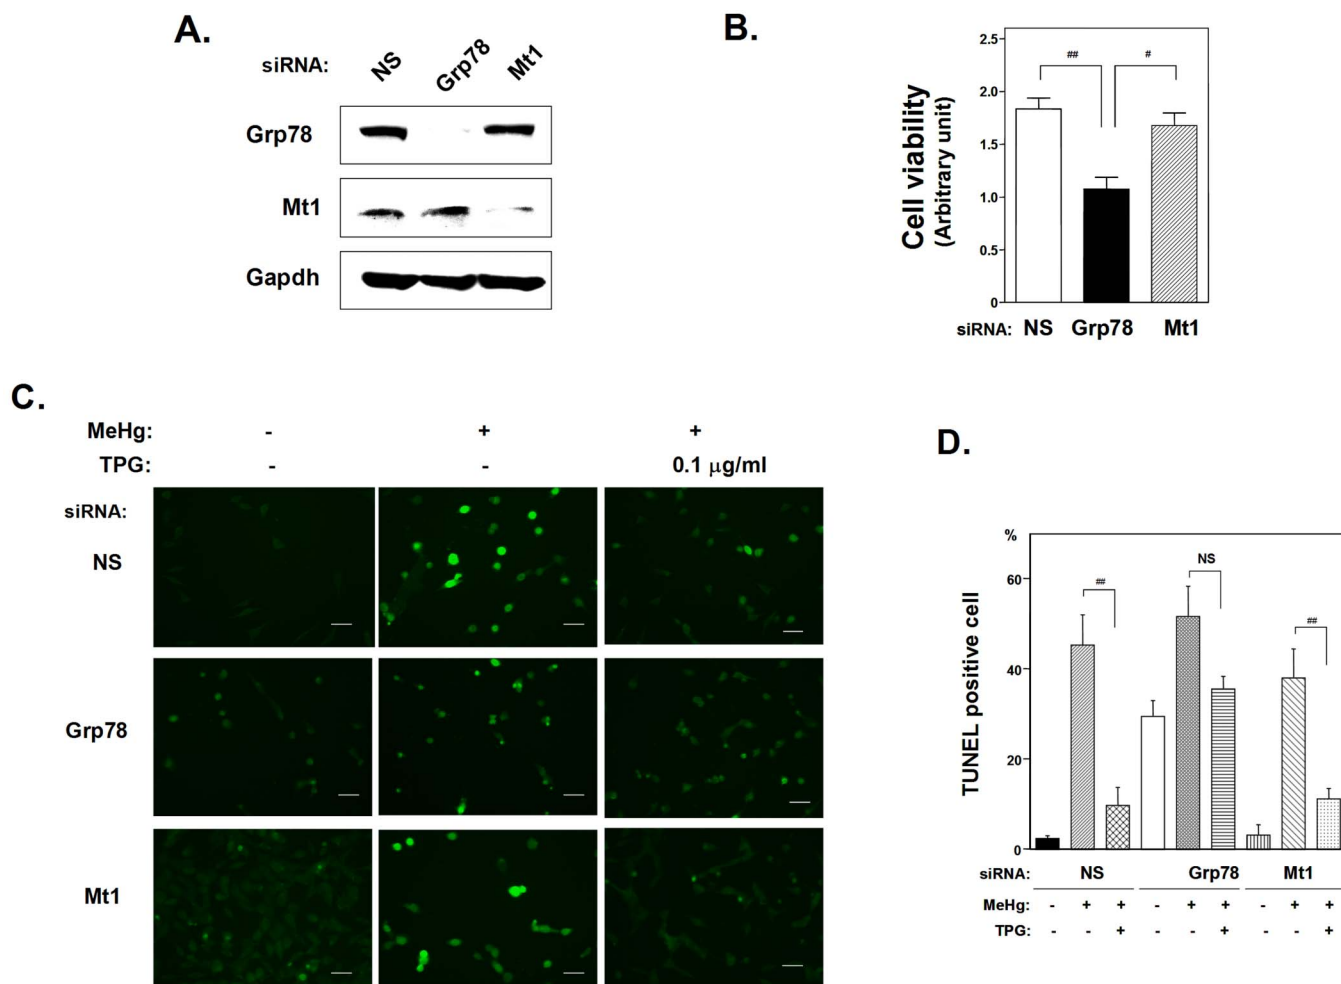 A.
siRNA: NS Grp78 Mt1
Grp78
Mt1
Gapdh
B.
2.5
2.0
1.5
1.0
0.5
0
Cell viability
(Arbitrary unit)
## #
siRNA: NS Grp78 Mt1
C.
MeHg: - + +
TPG: - - 0.1 μg/ml
siRNA:
NS
Grp78
Mt1
D.
%
60
40
20
0
TUNEL positive cell
## NS ##
siRNA: NS Grp78 Mt1
MeHg: - + + - + + - + +
TPG: - - + - - + - - +